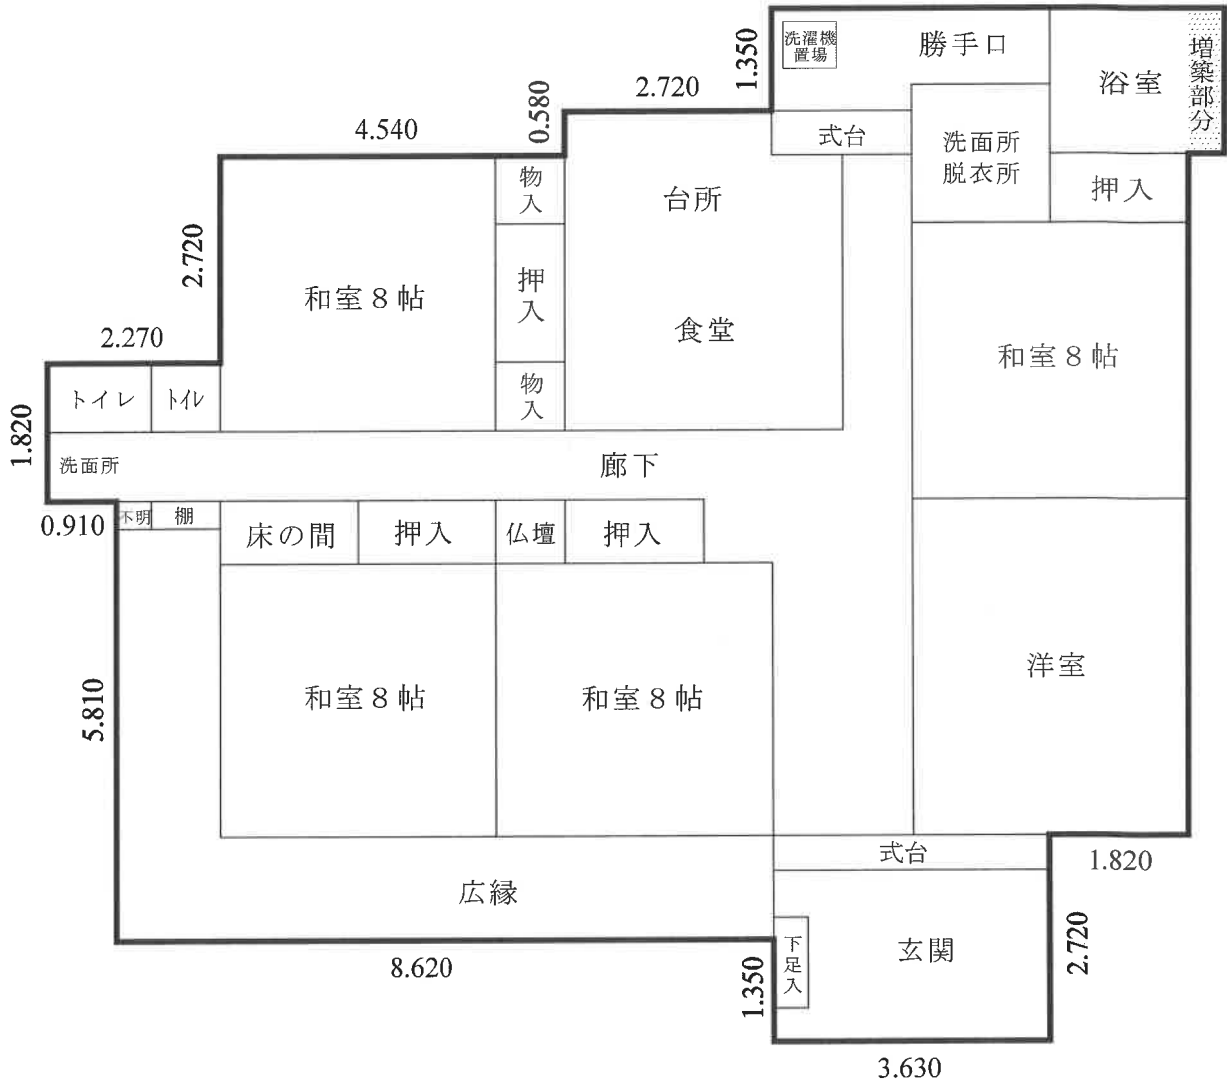 洗濯機
置場
勝手口
浴室
増築部分
1.350
2.720
0.580
4.540
式台
洗面所
脱衣所
押入
物入
台所
2.720
和室８帖
押入
食堂
和室８帖
2.270
トイレ
トイレ
物入
1.820
洗面所
廊下
0.910
不明
棚
床の間
押入
仏壇
押入
5.810
和室８帖
和室８帖
洋室
式台
1.820
広縁
下足入
玄関
2.720
8.620
1.350
3.630